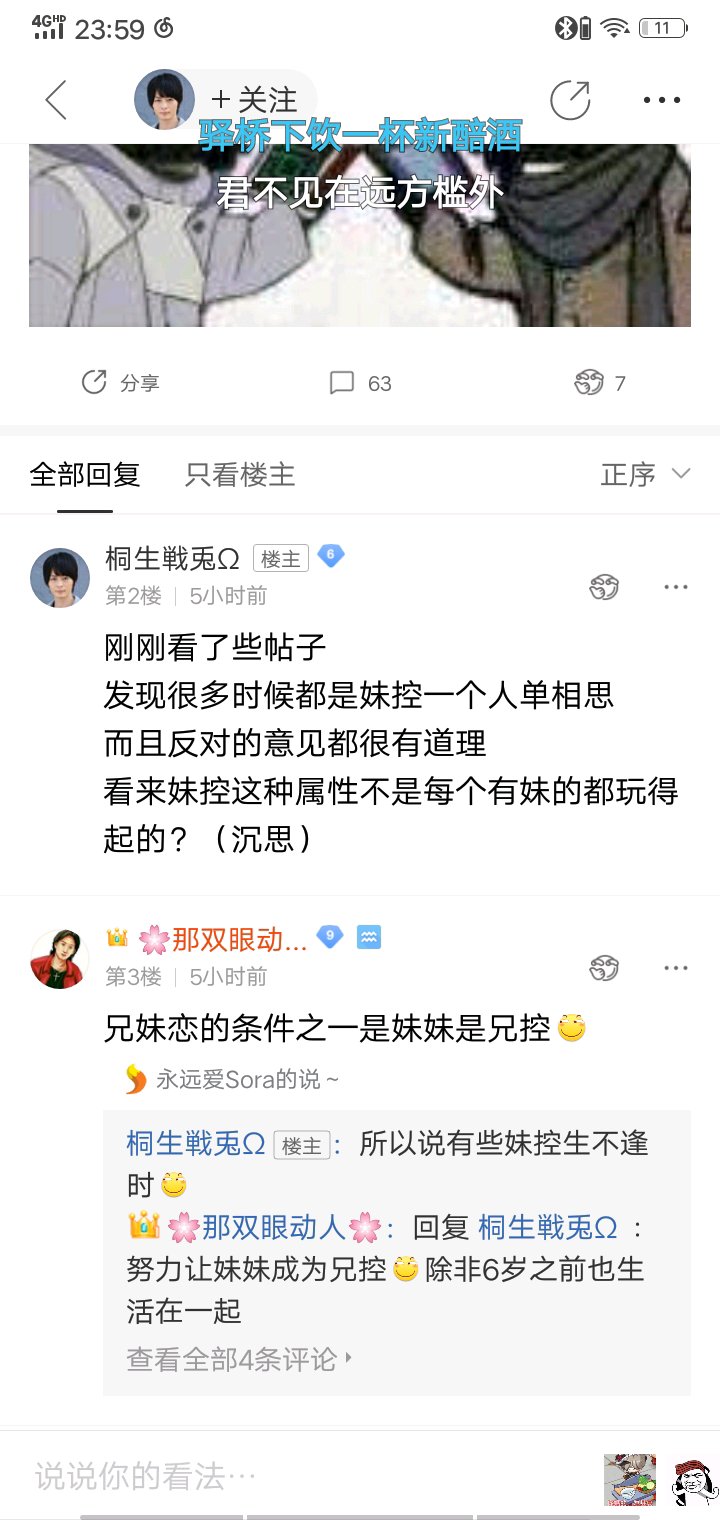 4GHD 23:59 11
+关注
驿桥下饮一杯新醅酒
君不见在远方槛外
分享 63 7
全部回复 只看楼主 正序
桐生戦兎Ω 楼主 6
第2楼 | 5小时前
刚刚看了些帖子
发现很多时候都是妹控一个人单相思
而且反对的意见都很有道理
看来妹控这种属性不是每个有妹的都玩得
起的？（沉思）
👑🌸那双眼动... 9
第3楼 | 5小时前
兄妹恋的条件之一是妹妹是兄控
永远爱Sora的说～
桐生戦兎Ω 楼主：所以说有些妹控生不逢
时
👑🌸那双眼动人🌸：回复 桐生戦兎Ω ：
努力让妹妹成为兄控 除非6岁之前也生
活在一起
查看全部4条评论
说说你的看法…